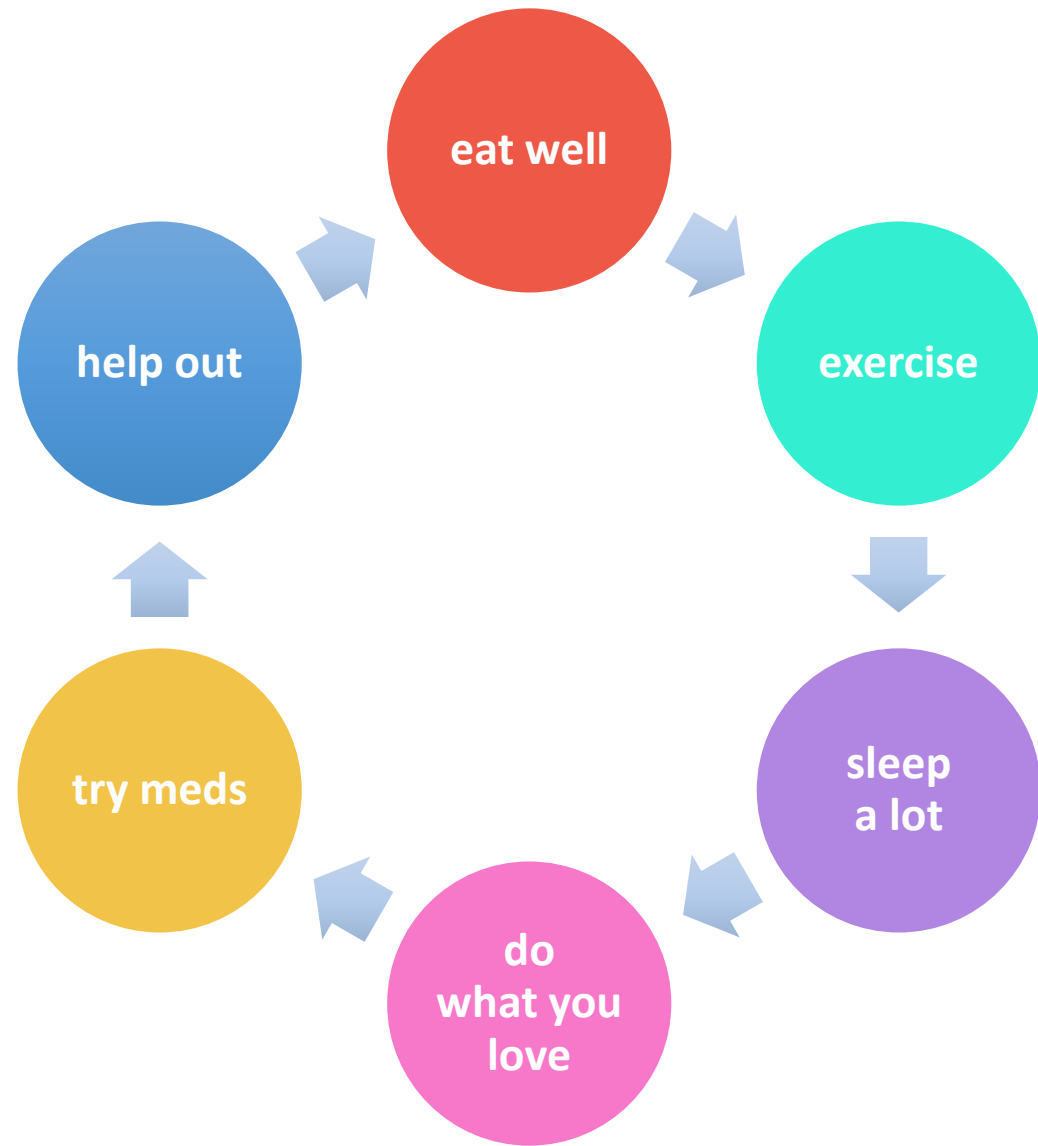 eat well
exercise
sleep
a lot
do
what you
love
try meds
help out